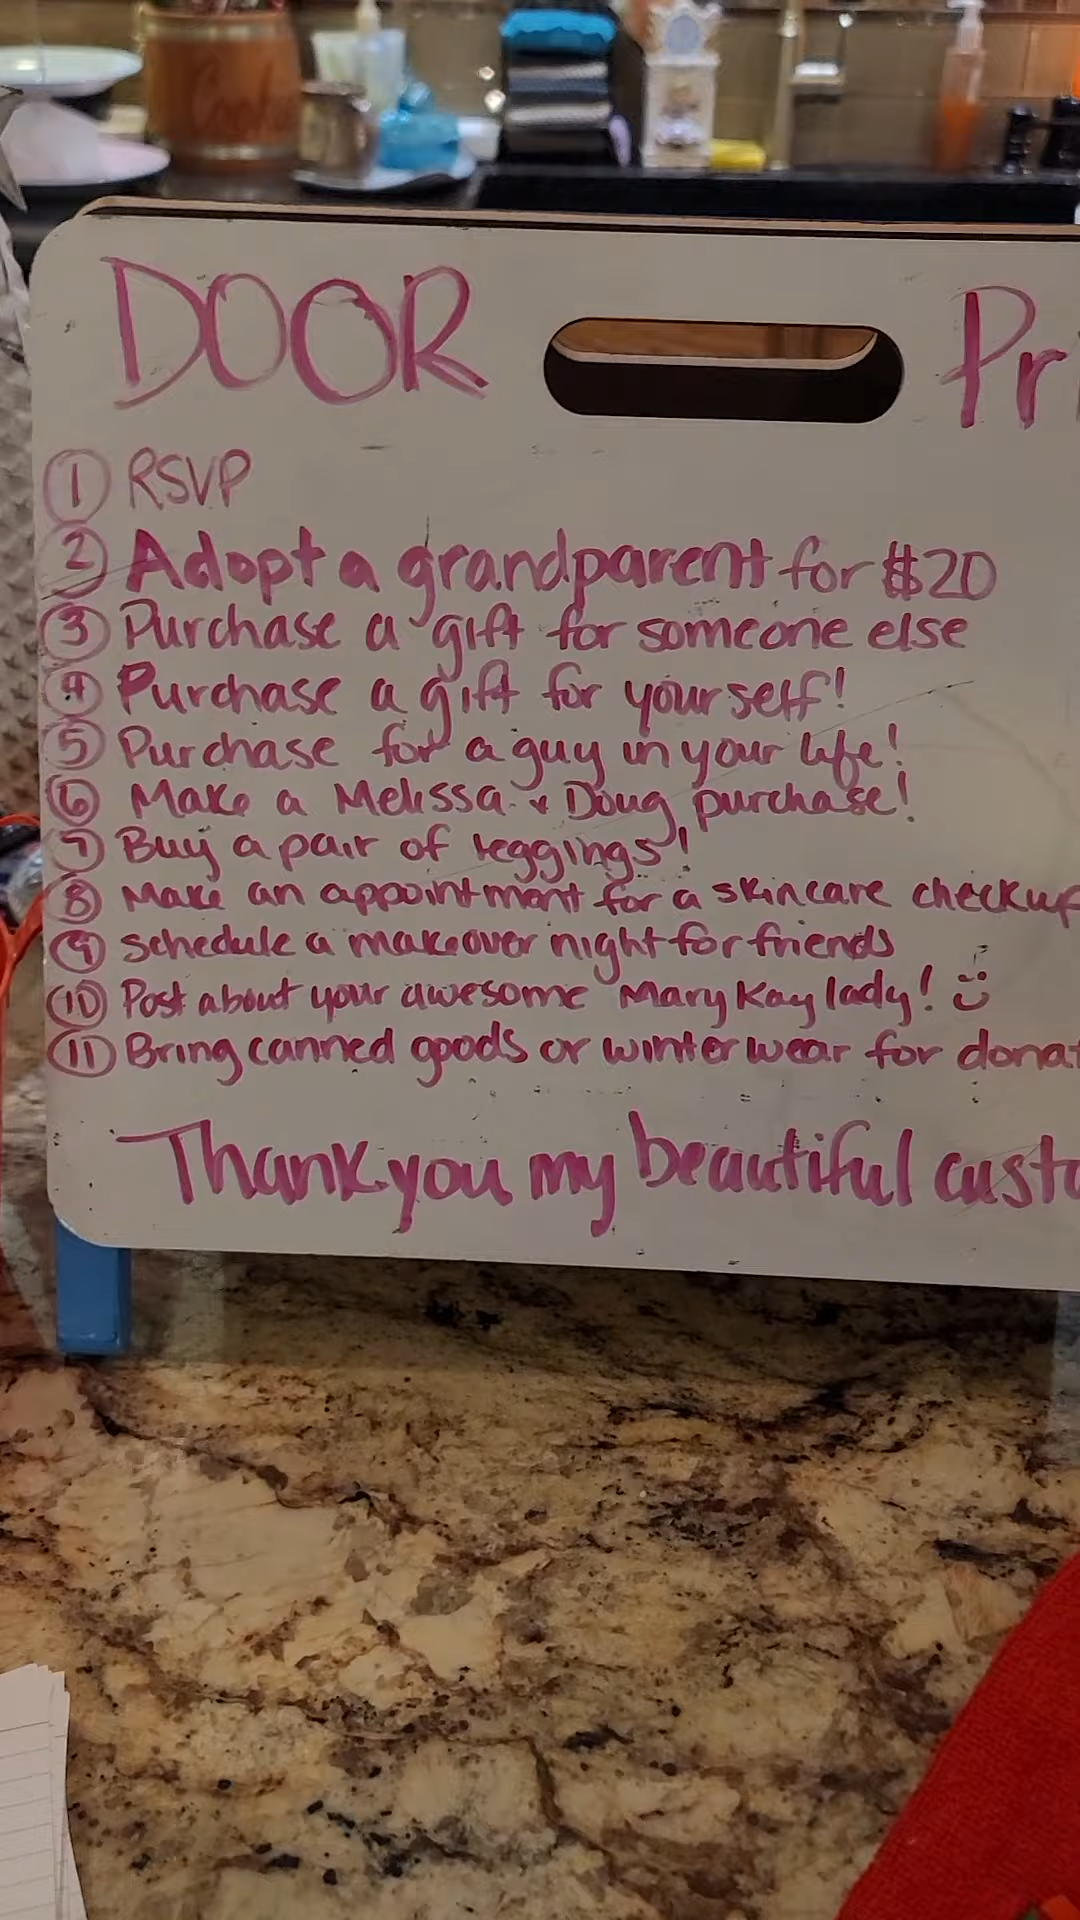 DOOR Pr
1 RSVP
2 Adopt a grandparent for $20
3 Purchase a gift for someone else
4 Purchase a gift for yourself!
5 Purchase for a guy in your life!
6 Make a Melissa & Doug purchase!
7 Buy a pair of leggings!
8 Make an appointment for a skincare checkup
9 Schedule a makeover night for friends
10 Post about your awesome Mary Kay lady!
11 Bring canned goods or winter wear for donat
Thank you my beautiful custo